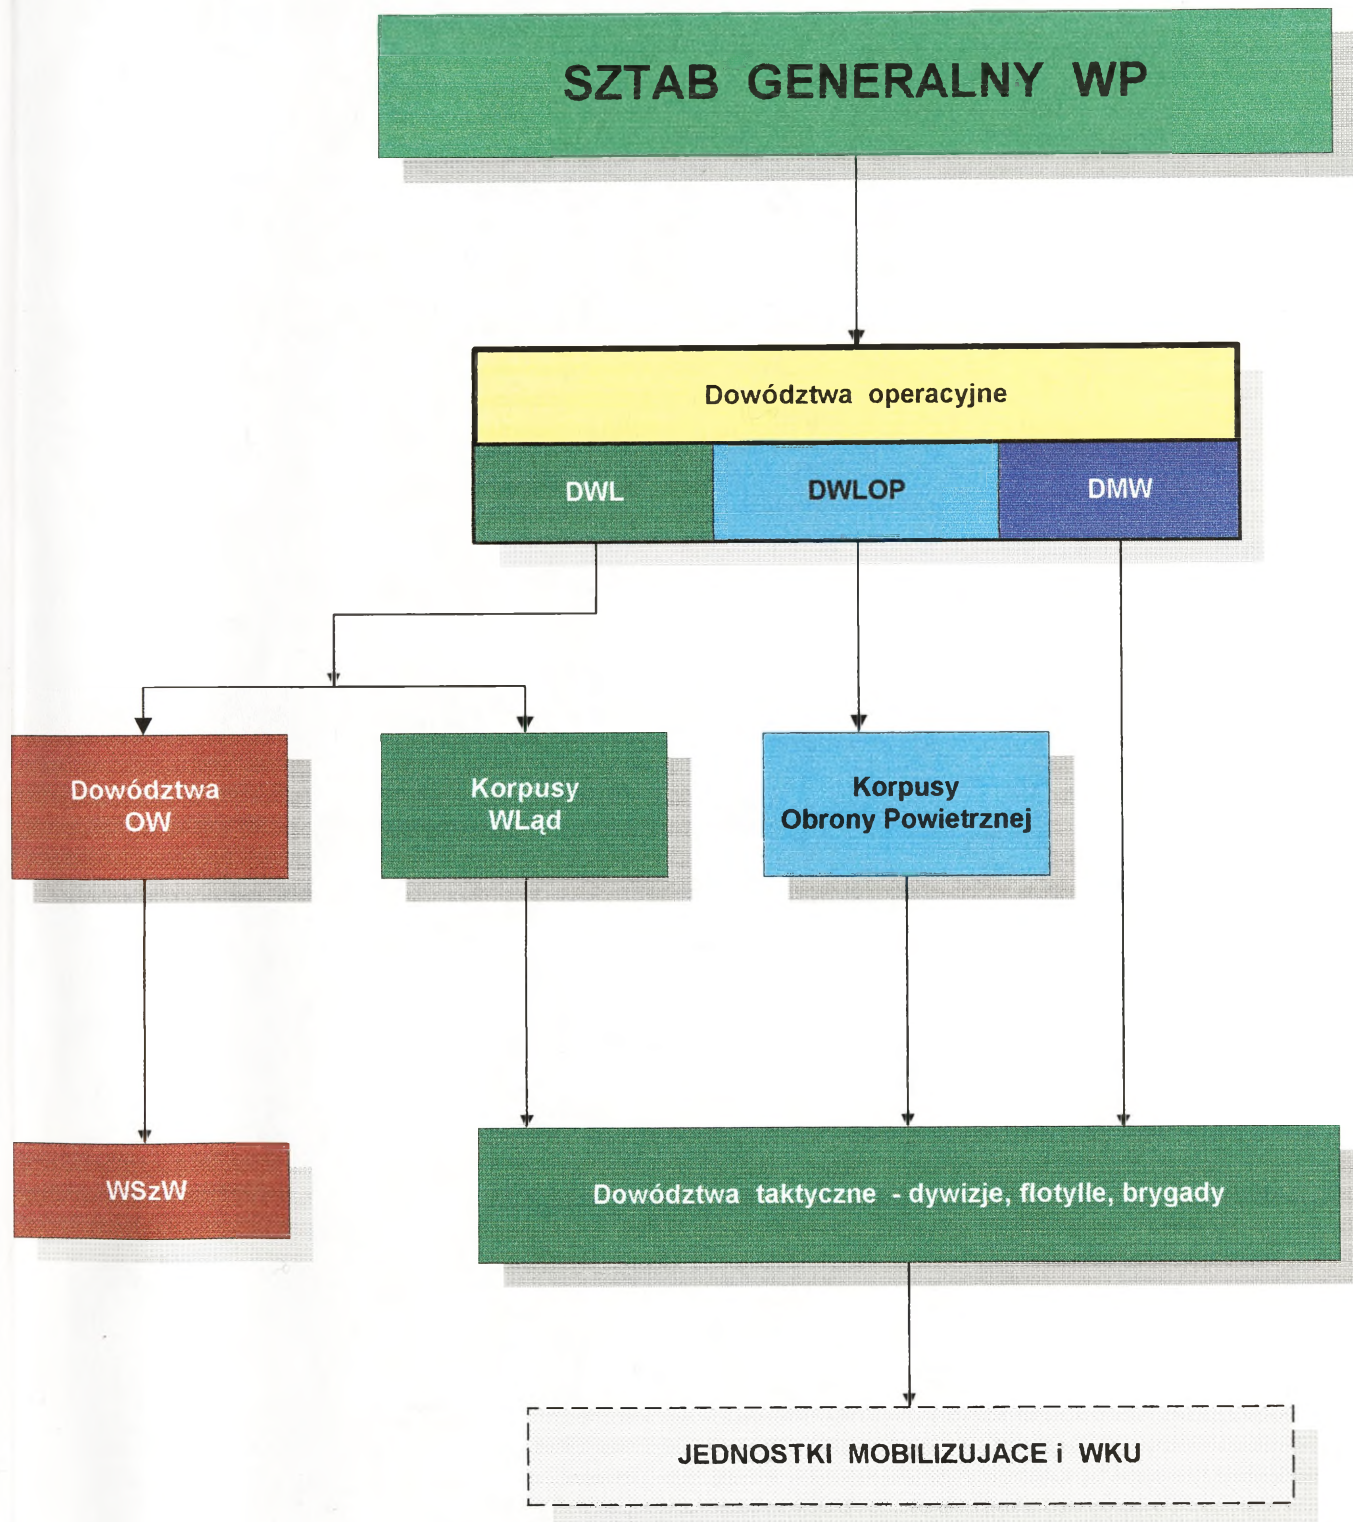 SZTAB GENERALNY WP
Dowództwa operacyjne
DWL
DWLOP
DMW
Dowództwa
OW
Korpusy
WLąd
Korpusy
Obrony Powietrznej
WSzW
Dowództwa taktyczne - dywizje, flotylle, brygady
JEDNOSTKI MOBILIZUJACE i WKU